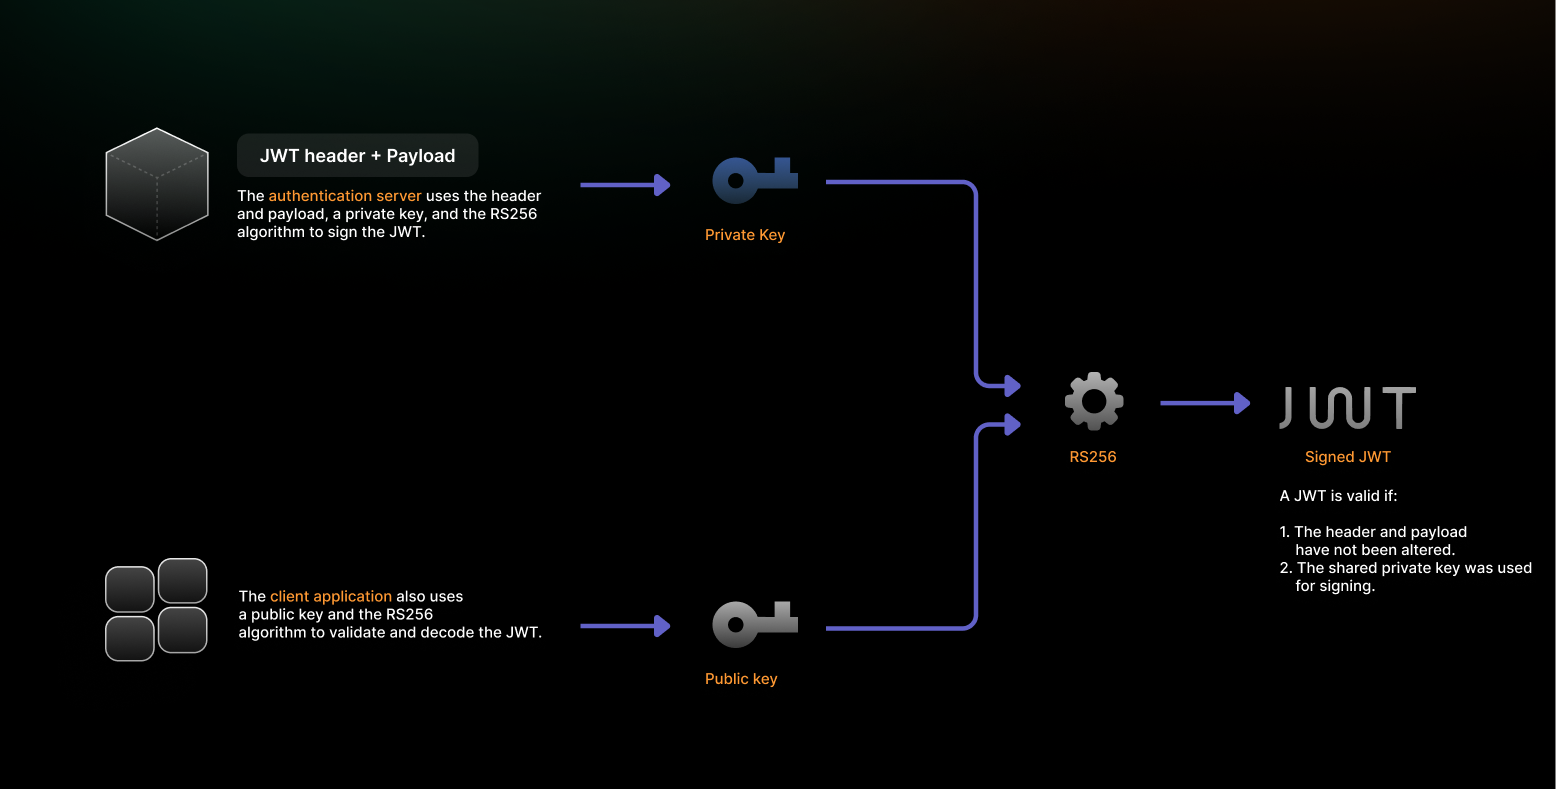 JWT header + Payload
The authentication server uses the header
and payload, a private key, and the RS256
algorithm to sign the JWT.
Private Key
RS256
JWT
Signed JWT
A JWT is valid if:
1. The header and payload
have not been altered.
2. The shared private key was used
for signing.
The client application also uses
a public key and the RS256
algorithm to validate and decode the JWT.
Public key